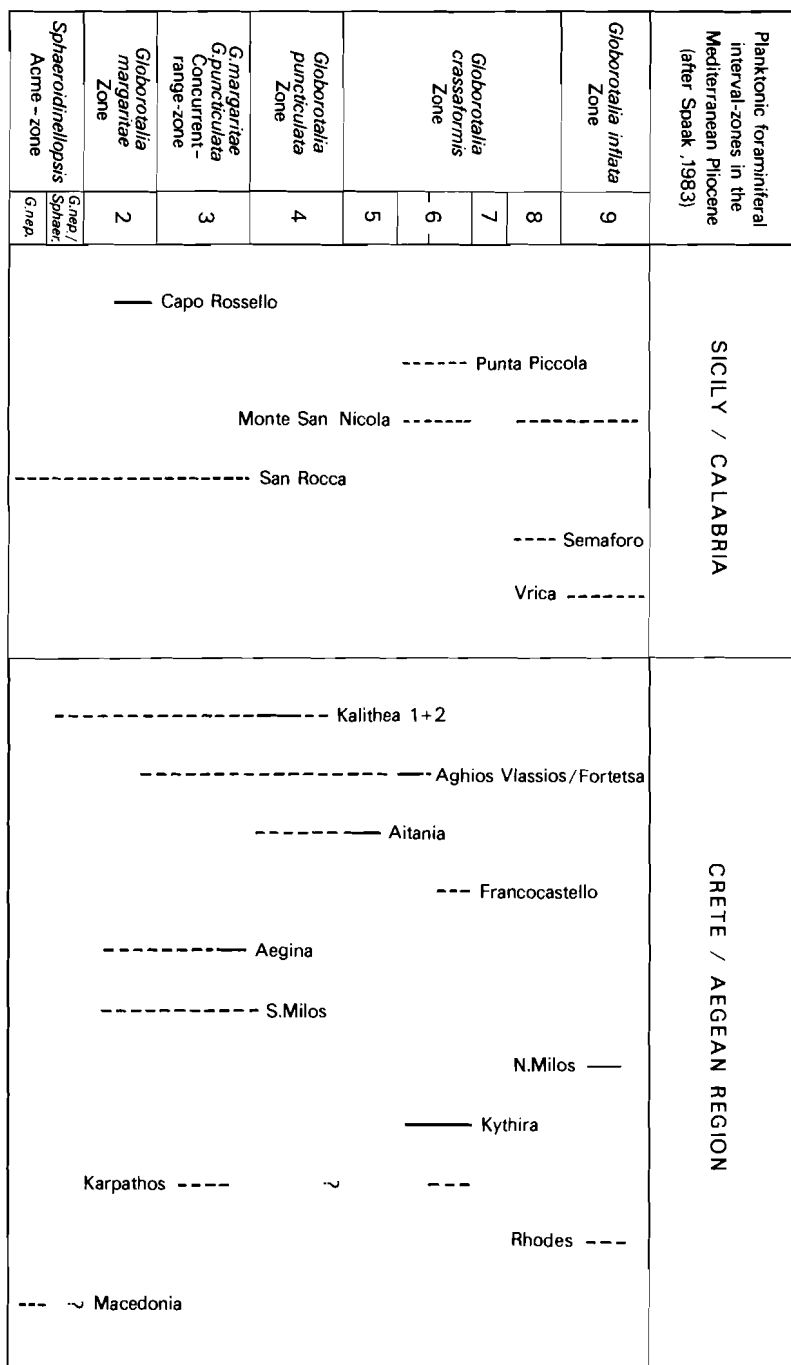 Planktonic foraminiferal
interval-zones in the
Mediterranean Pliocene
(after Spaak ,1983)
SICILY / CALABRIA
CRETE / AEGEAN REGION
Globorotalia inflata
Zone
9
Globorotalia
crassaformis
Zone
8
7
6
5
Globorotalia
puncticulata
Zone
4
G.margaritae
G.puncticulata
Concurrent-
range-zone
3
Globorotalia
margaritae
Zone
2
Sphaeroidinellopsis
Acme-zone
G.nep/
Sphaer.
G.nep.
Capo Rossello
Punta Piccola
Monte San Nicola
San Rocca
Semaforo
Vrica
Kalithea 1+2
Aghios Vlassios/Fortetsa
Aitania
Francocastello
Aegina
S.Milos
N.Milos
Kythira
Karpathos
?
Rhodes
? Macedonia